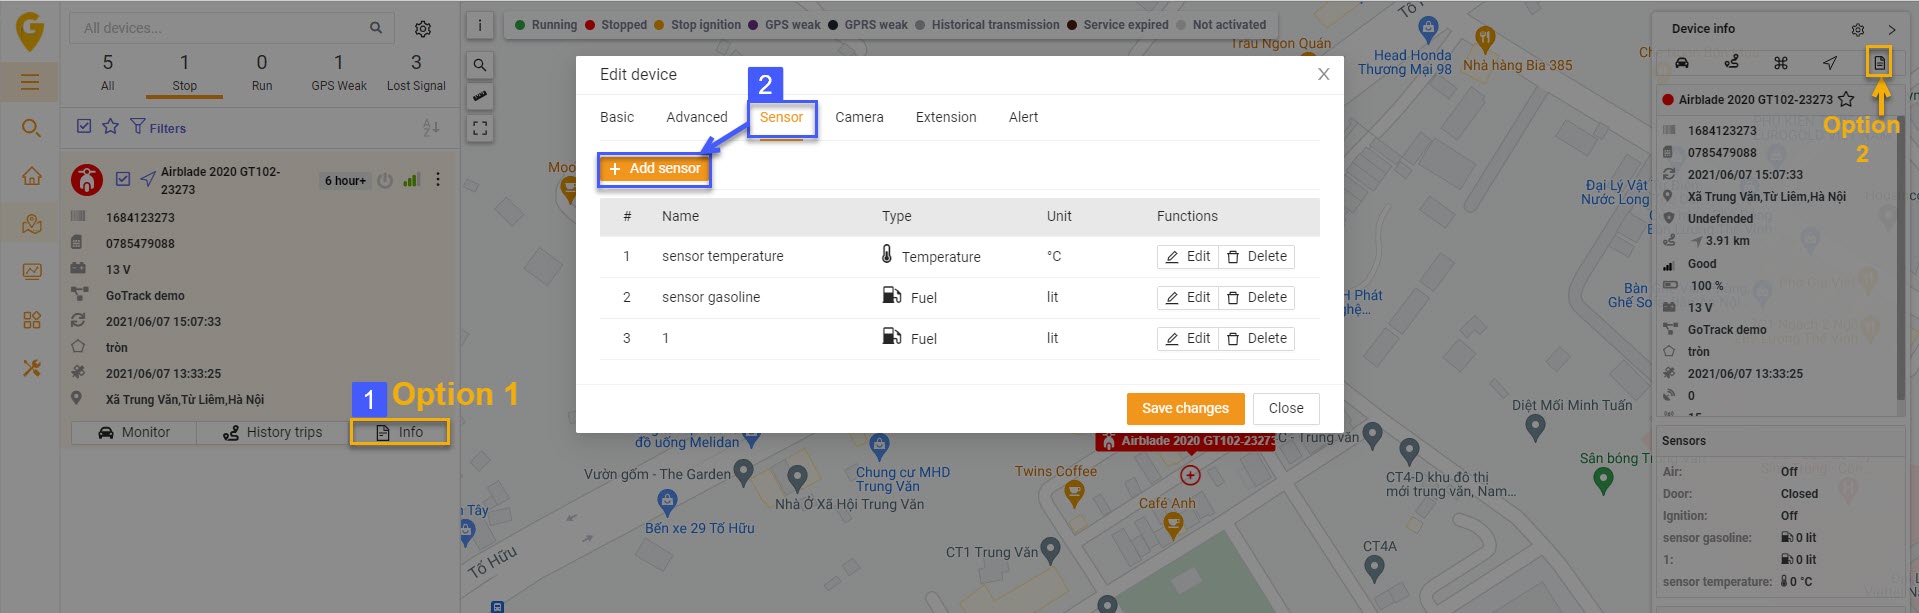 All devices...
5 1 0 1 3
All Stop Run GPS Weak Lost Signal
Filters
Airblade 2020 GT102-23273
6 hour+
1684123273
0785479088
13 V
GoTrack demo
2021/06/07 15:07:33
tròn
2021/06/07 13:33:25
Xã Trung Văn,Từ Liêm,Hà Nội
1 Option 1
Monitor History trips Info
Running Stopped Stop ignition GPS weak GPRS weak Historical transmission Service expired Not activated
Trâu Ngon Quán
Head Honda
Thương Mại 98
Nhà hàng Bia 385
Edit device
2
Basic Advanced Sensor Camera Extension Alert
+ Add sensor
# Name Type Unit Functions
1 sensor temperature Temperature °C Edit Delete
2 sensor gasoline Fuel lit Edit Delete
3 1 Fuel lit Edit Delete
Save changes Close
Moo
Đại Lý Vật
Nước Long
H Phát
đồ uống Melidan
Airblade 2020 GT102-23273
C - Trung văn
Vườn gốm - The Garden
Chung cư MHD
Trung Văn
Nhà Ở Xã Hội Trung Văn
Twins Coffee
Café Anh
CT4-D khu đô thị
mới trung văn, Nam...
Diệt Mối Minh Tuấn
Sân bóng
n Tây
Bến xe 29 Tố Hữu
Tố Hữu
CT1 Trung Văn
CT4A
Device info
Airblade 2020 GT102-23273
Option
2
1684123273
0785479088
2021/06/07 15:07:33
Xã Trung Văn,Từ Liêm,Hà Nội
Undefended
3.91 km
Good
100 %
13 V
GoTrack demo
tròn
2021/06/07 13:33:25
0
15
Sensors
Air: Off
Door: Closed
Ignition: Off
sensor gasoline: 0 lit
1: 0 lit
sensor temperature: 0 °C